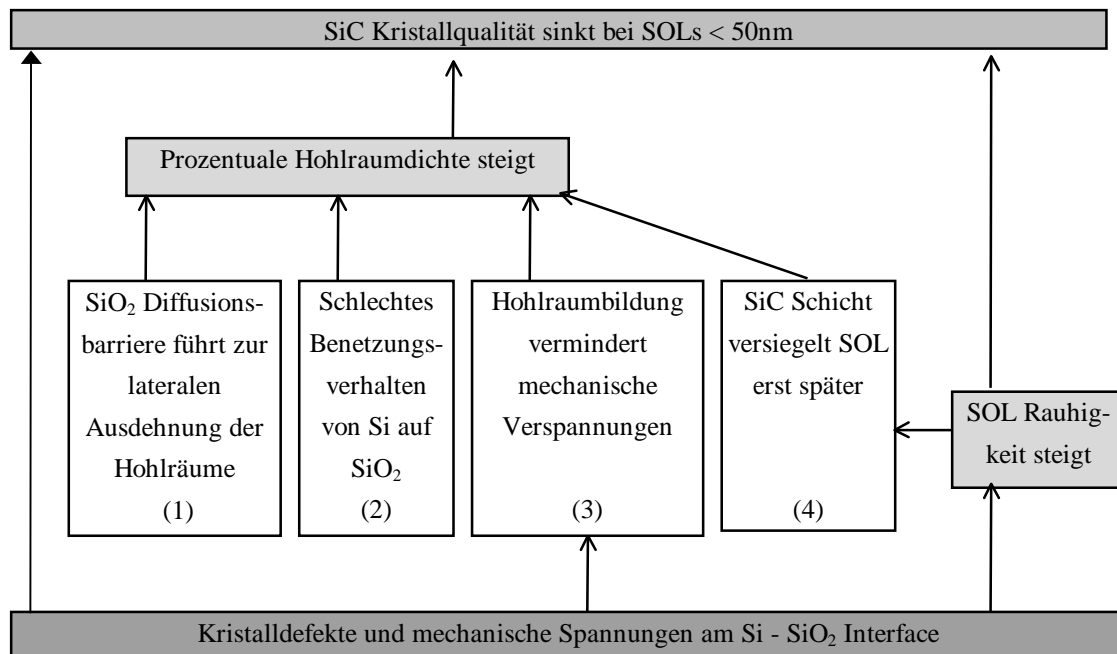 SiC Kristallqualität sinkt bei SOLs < 50nm
Prozentuale Hohlraumdichte steigt
SiO₂ Diffusions-
barriere führt zur
lateralen
Ausdehnung der
Hohlräume
(1)
Schlechtes
Benetzungs-
verhalten
von Si auf
SiO₂
(2)
Hohlraumbildung
vermindert
mechanische
Verspannungen
(3)
SiC Schicht
versiegelt SOL
erst später
(4)
SOL Rauhig-
keit steigt
Kristalldefekte und mechanische Spannungen am Si - SiO₂ Interface